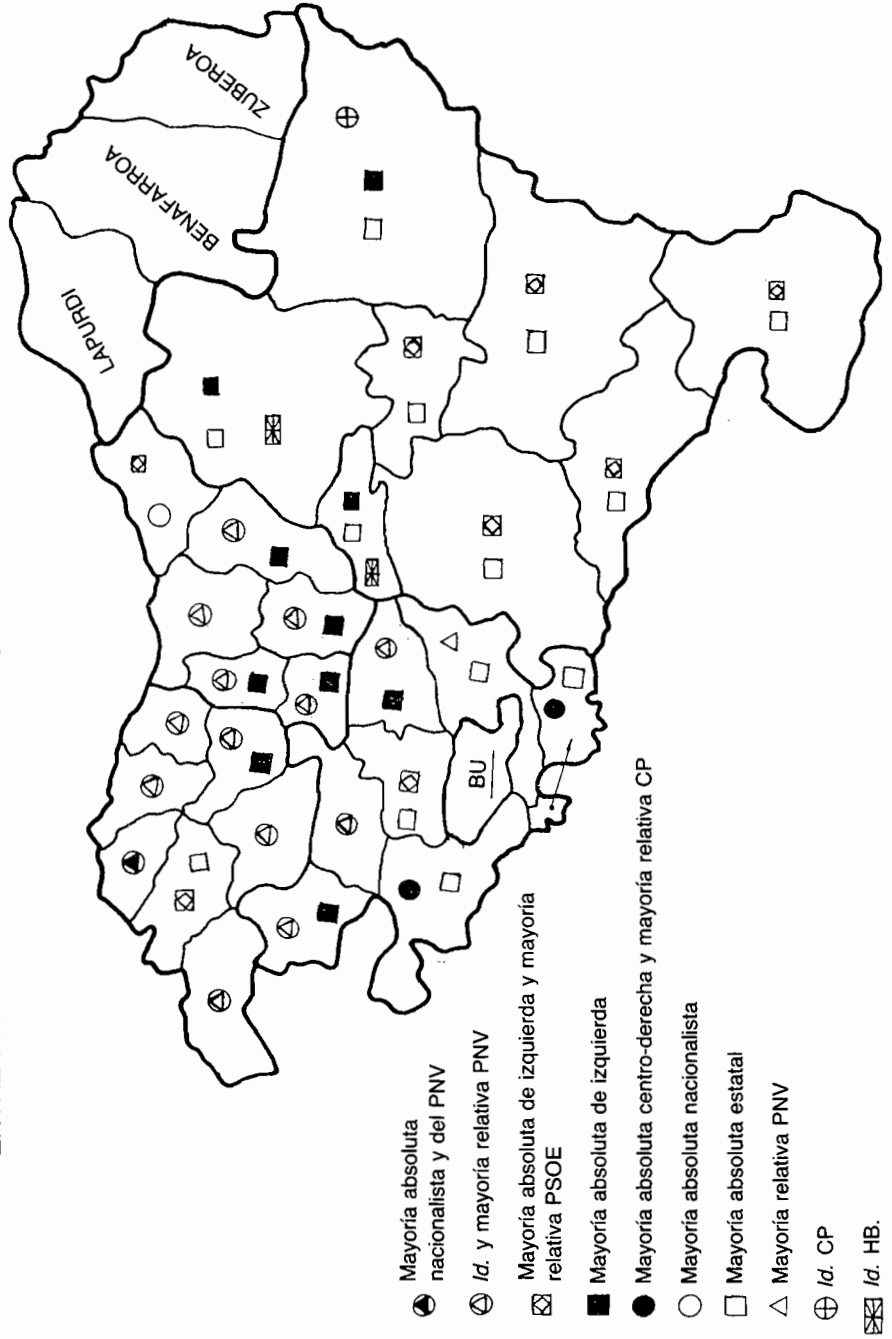 LAPURDI
BENAFARROA
ZUBEROA
BU
Mayoría absoluta
nacionalista y del PNV
Id. y mayoría relativa PNV
Mayoría absoluta de izquierda y mayoría
relativa PSOE
Mayoría absoluta de izquierda
Mayoría absoluta centro-derecha y mayoría relativa CP
Mayoría absoluta nacionalista
Mayoría absoluta estatal
Mayoría relativa PNV
Id. CP
Id. HB.